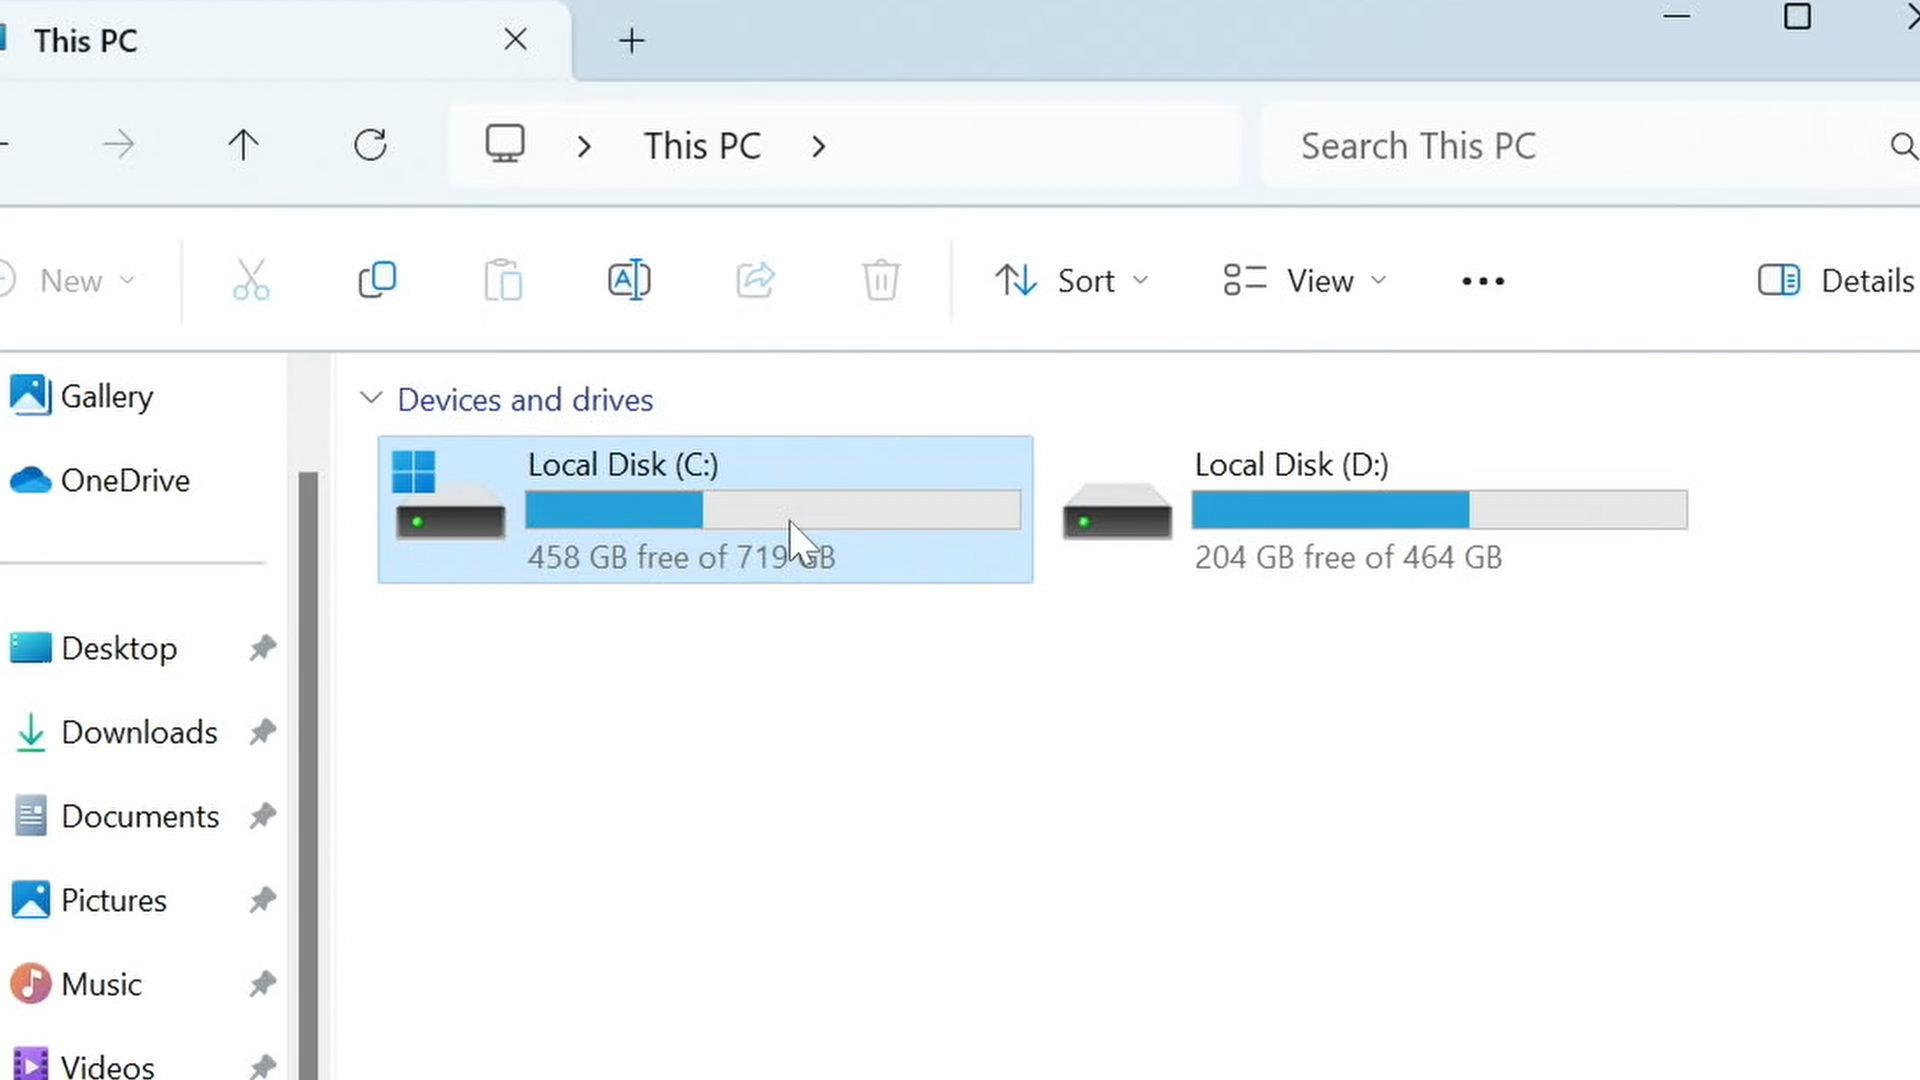 This PC
This PC
Search This PC
New
Sort
View
Details
Gallery
OneDrive
Desktop
Downloads
Documents
Pictures
Music
Videos
Devices and drives
Local Disk (C:)
458 GB free of 719 GB
Local Disk (D:)
204 GB free of 464 GB